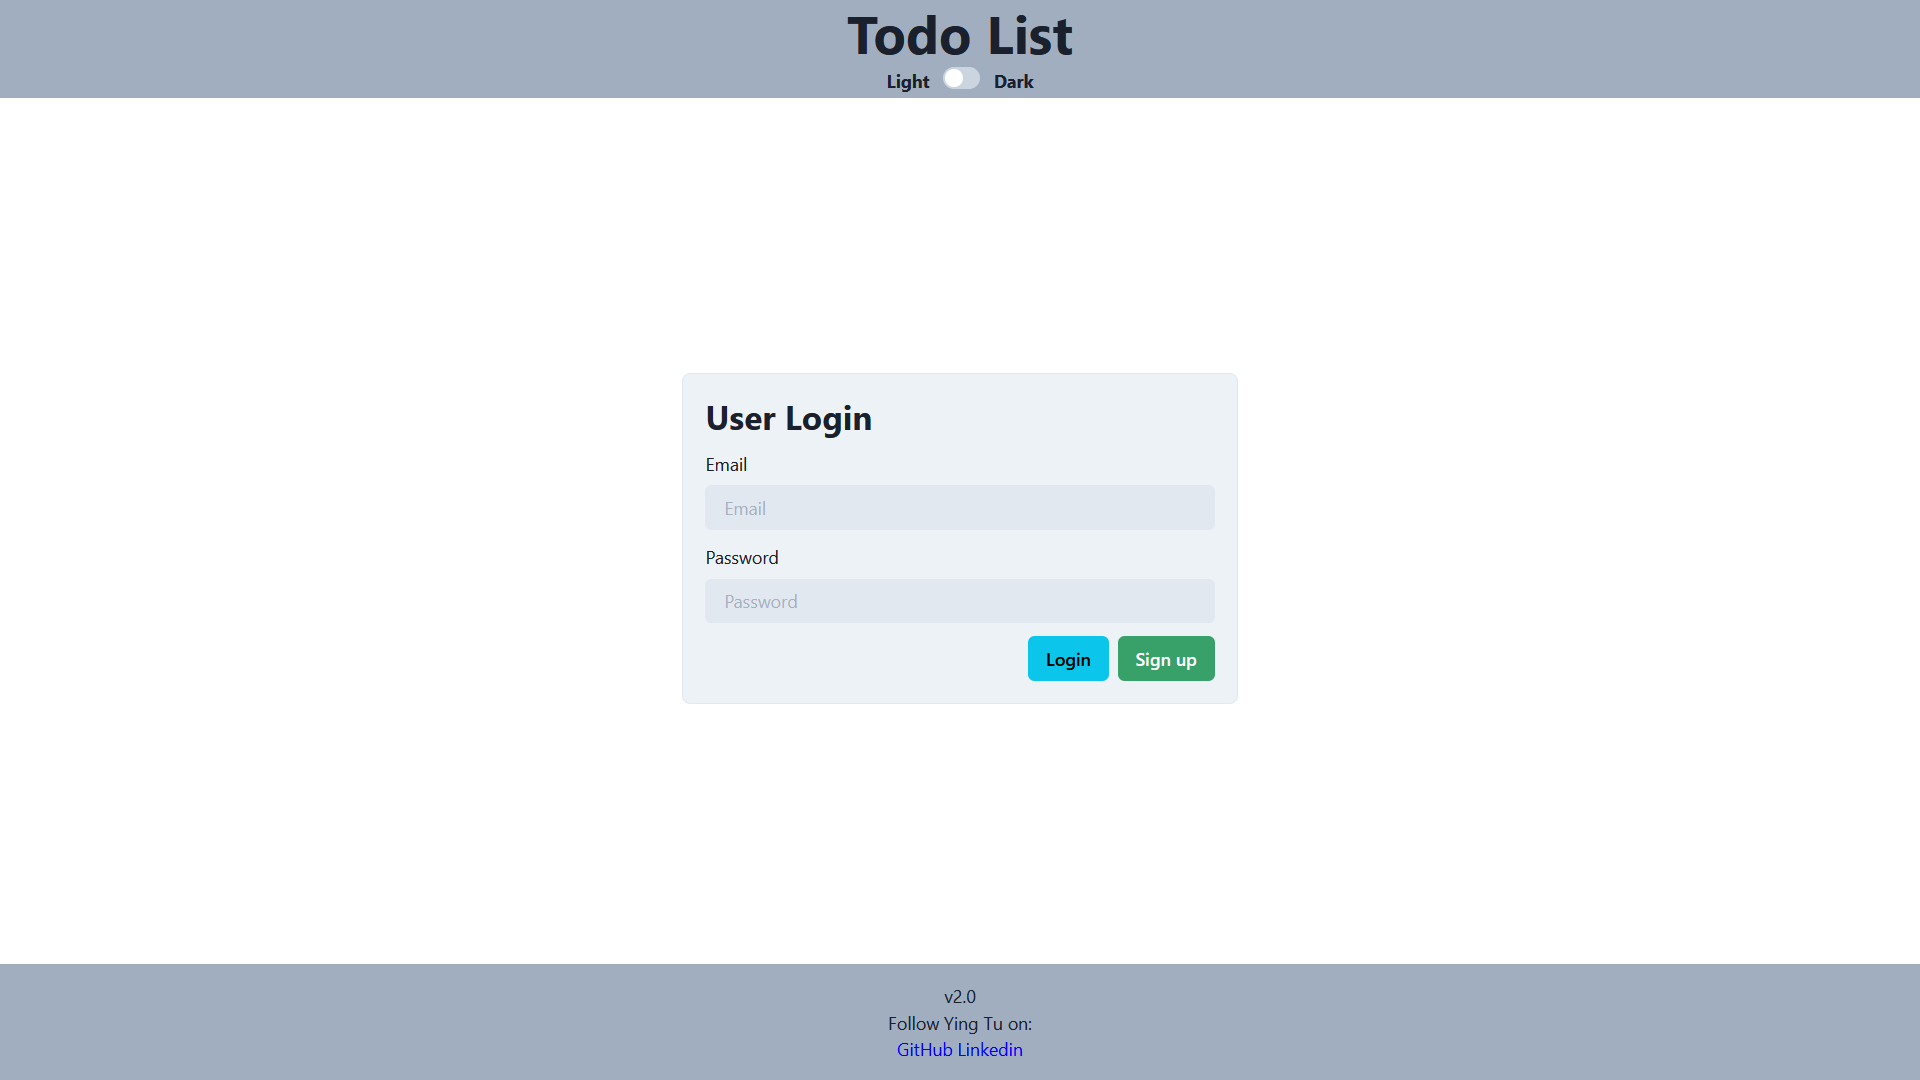 Todo List
Light Dark
User Login
Email
Email
Password
Password
Login Sign up
v2.0
Follow Ying Tu on:
GitHub Linkedin